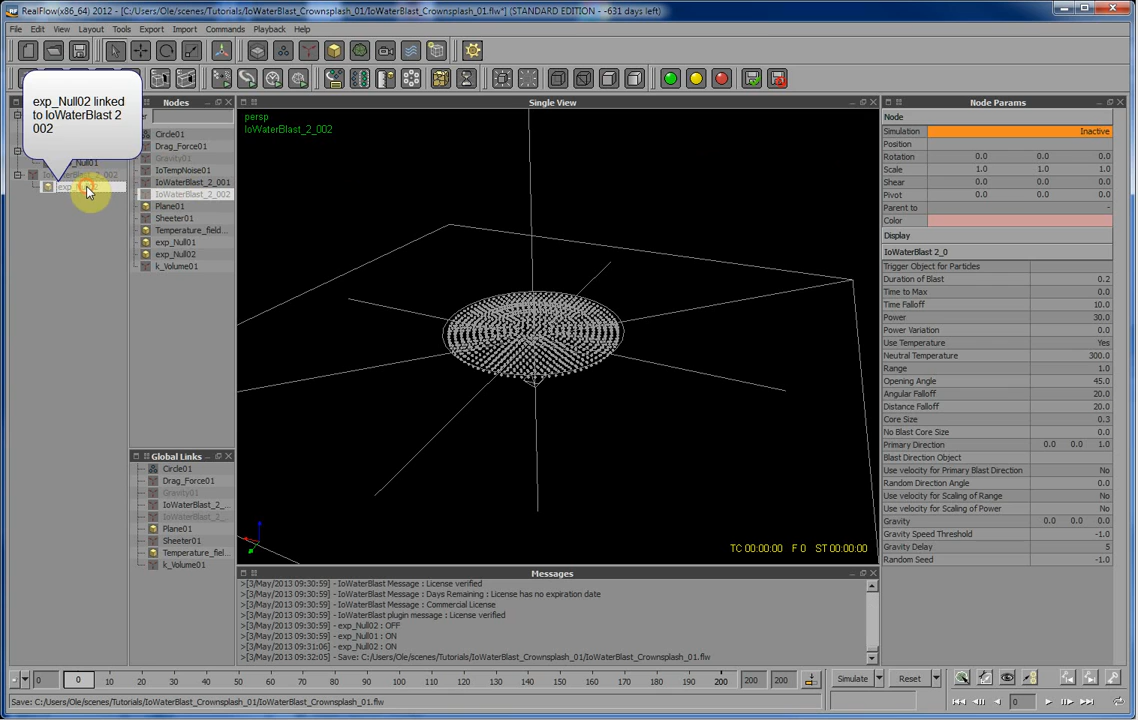 RealFlow(x86_64) 2012 - [C:/Users/Ole/scenes/Tutorials/IoWaterBlast_Crownsplash_01/IoWaterBlast_Crownsplash_01.flw*] (STANDARD EDITION - -631 days left)
File Edit View Layout Tools Export Import Commands Playback Help
exp_Null02 linked
to IoWaterBlast 2
002
Nodes
Circle01
Drag_Force01
Gravity01
IoTempNoise01
IoWaterBlast_2_001
IoWaterBlast_2_002
Plane01
Sheeter01
Temperature_field...
exp_Null01
exp_Null02
k_Volume01
Global Links
Circle01
Drag_Force01
Gravity01
IoWaterBlast_2_...
IoWaterBlast_2_...
Plane01
Sheeter01
Temperature_fiel...
k_Volume01
Single View
persp
IoWaterBlast_2_002
TC 00:00:00 F 0 ST 00:00:00
Messages
>[3/May/2013 09:30:59] - IoWaterBlast Message : License verified
>[3/May/2013 09:30:59] - IoWaterBlast Message : Days Remaining : License has no expiration date
>[3/May/2013 09:30:59] - IoWaterBlast Message : Commercial License
>[3/May/2013 09:30:59] - IoWaterBlast plugin message : License verified
>[3/May/2013 09:30:59] - exp_Null02 : OFF
>[3/May/2013 09:30:59] - exp_Null01 : ON
>[3/May/2013 09:31:06] - exp_Null02 : ON
>[3/May/2013 09:32:05] - Save: C:/Users/Ole/scenes/Tutorials/IoWaterBlast_Crownsplash_01/IoWaterBlast_Crownsplash_01.flw
Node Params
Node
Simulation Inactive
Position
Rotation 0.0 0.0 0.0
Scale 1.0 1.0 1.0
Shear 0.0 0.0 0.0
Pivot 0.0 0.0 0.0
Parent to -
Color
Display
IoWaterBlast 2_0
Trigger Object for Particles
Duration of Blast 0.2
Time to Max 0.0
Time Falloff 10.0
Power 30.0
Power Variation 0.0
Use Temperature Yes
Neutral Temperature 300.0
Range 1.0
Opening Angle 45.0
Angular Falloff 20.0
Distance Falloff 20.0
Core Size 0.3
No Blast Core Size 0.0
Primary Direction 0.0 0.0 1.0
Blast Direction Object
Use velocity for Primary Blast Direction No
Random Direction Angle 0.0
Use velocity for Scaling of Range No
Use velocity for Scaling of Power No
Gravity 0.0 0.0 0.0
Gravity Speed Threshold -1.0
Gravity Delay 5
Random Seed -1.0
0 0 10 20 30 40 50 60 70 80 90 100 110 120 130 140 150 160 170 180 190 200 200 200
Simulate Reset
0
Save: C:/Users/Ole/scenes/Tutorials/IoWaterBlast_Crownsplash_01/IoWaterBlast_Crownsplash_01.flw